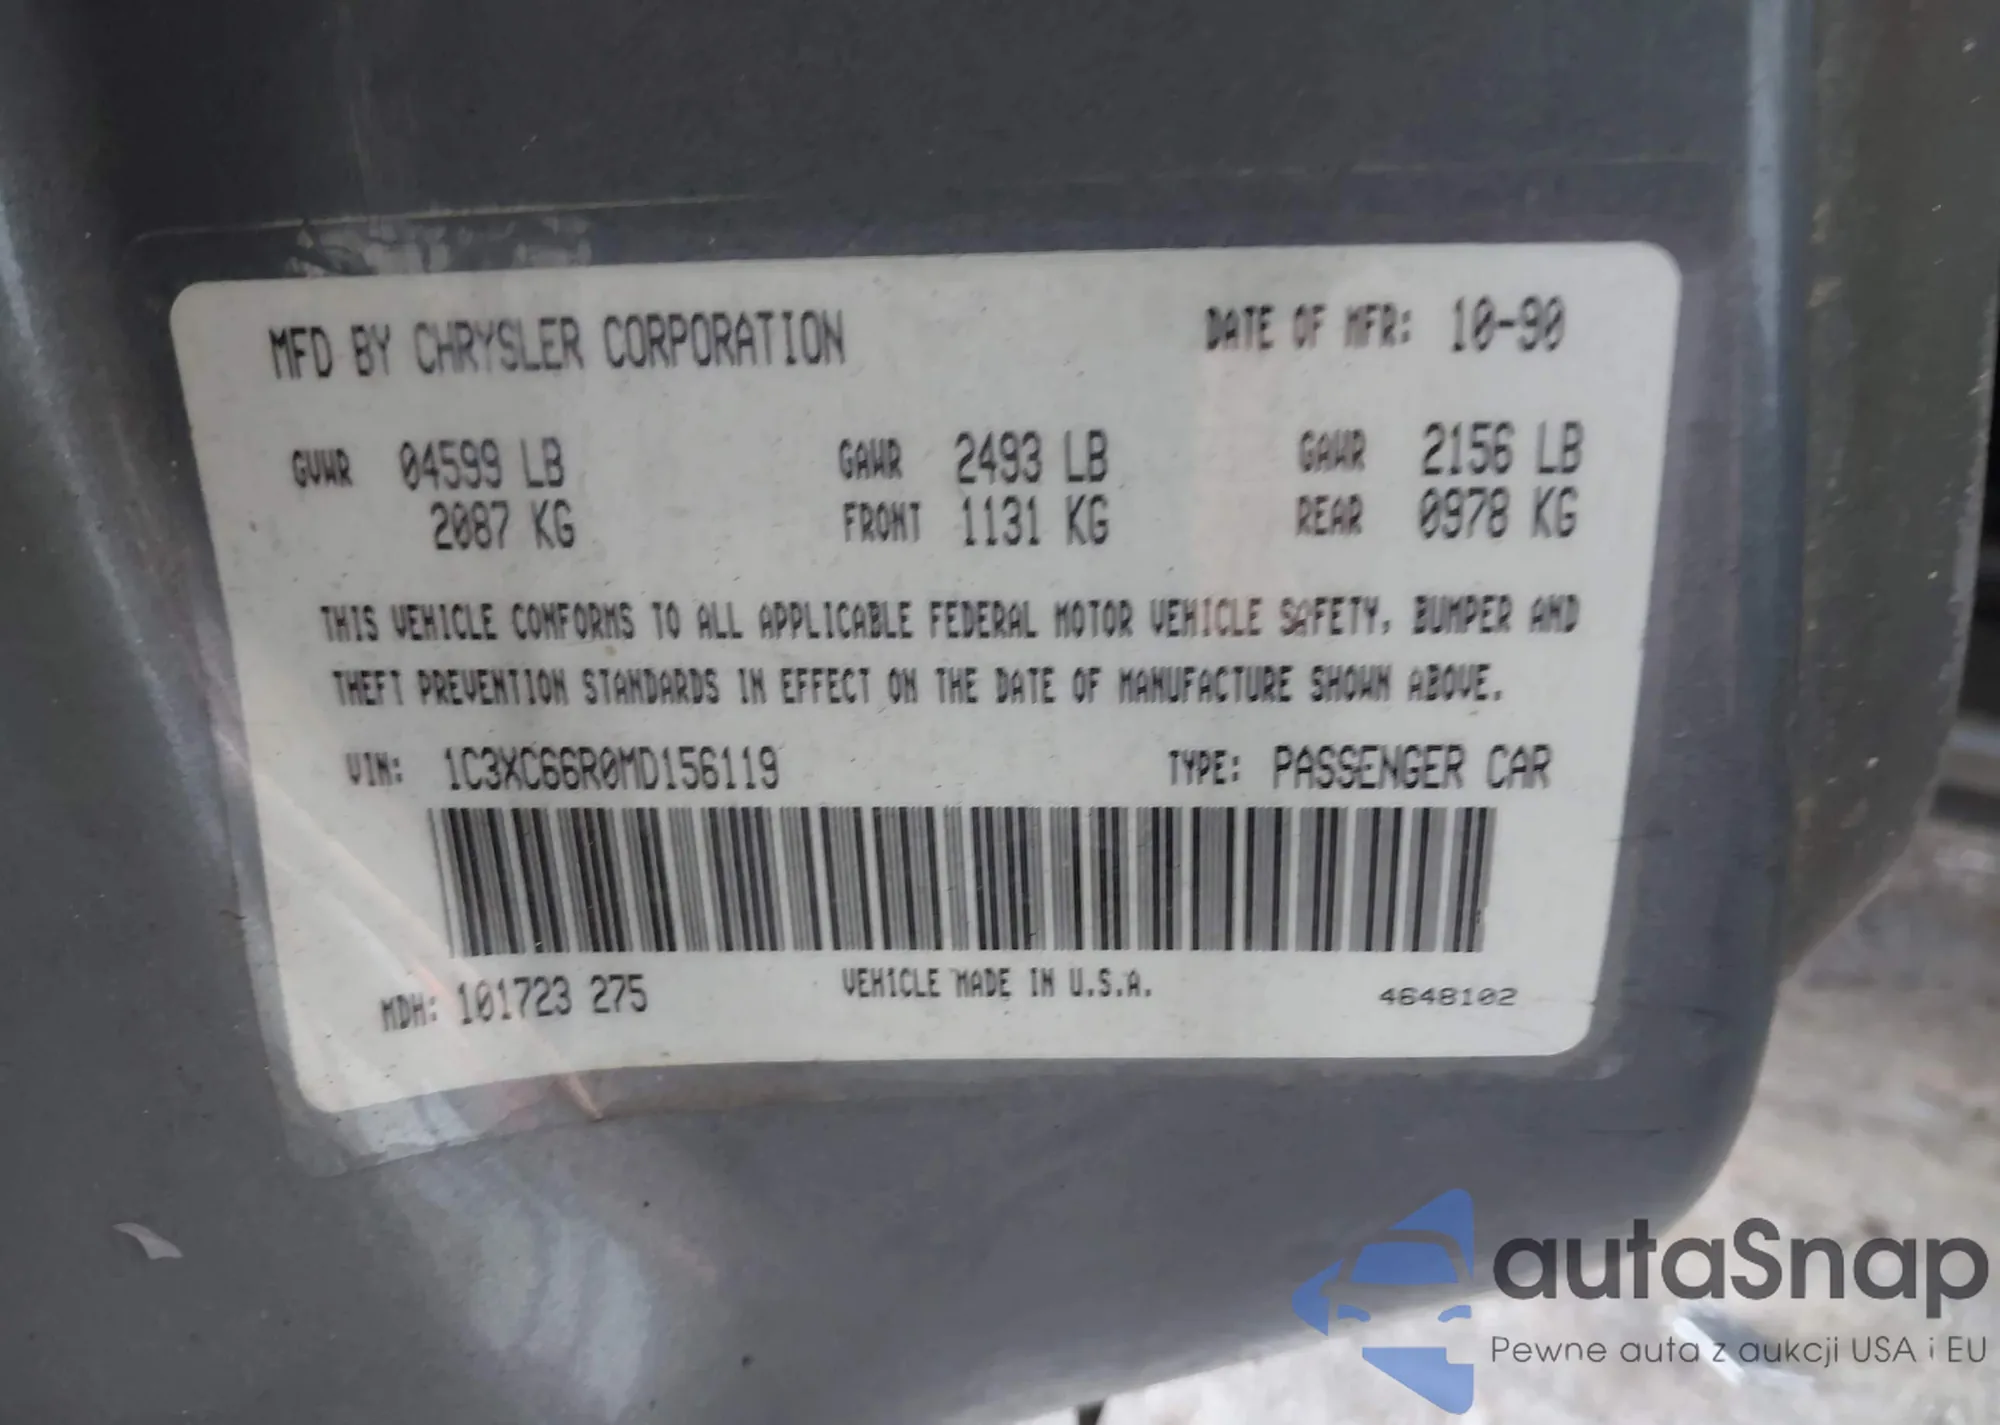 MFD BY CHRYSLER CORPORATION DATE OF MFR: 10-90
GVWR 04599 LB GAWR 2493 LB GAWR 2156 LB
2087 KG FRONT 1131 KG REAR 0978 KG
THIS VEHICLE CONFORMS TO ALL APPLICABLE FEDERAL MOTOR VEHICLE SAFETY, BUMPER AND
THEFT PREVENTION STANDARDS IN EFFECT ON THE DATE OF MANUFACTURE SHOWN ABOVE.
VIN: 1C3XC66R0MD156119 TYPE: PASSENGER CAR
MDH: 101723 275 VEHICLE MADE IN U.S.A. 4648102
autaSnap
Pewne auta z aukcji USA i EU